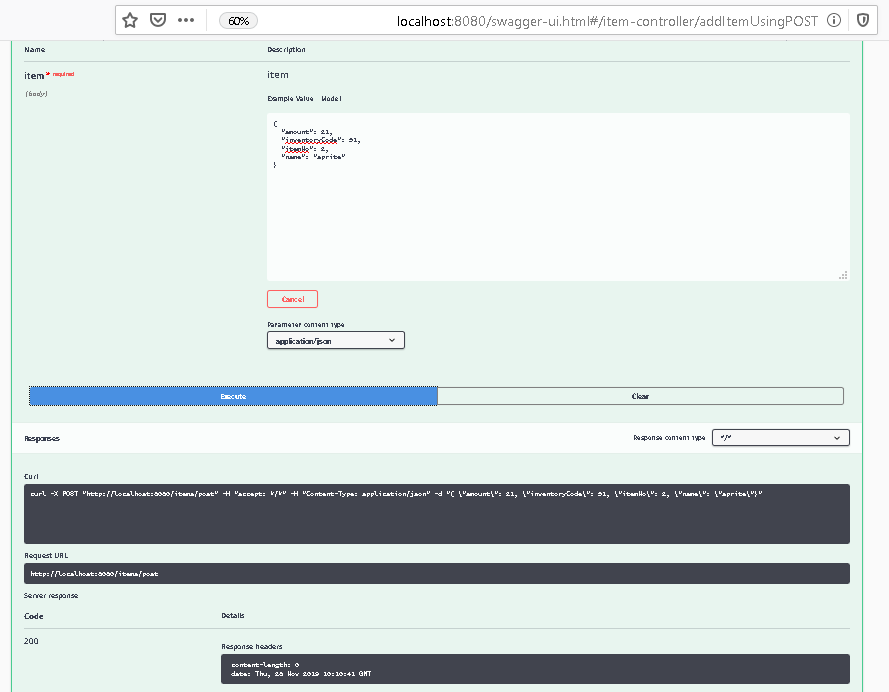 60%
localhost:8080/swagger-ui.html#/item-controller/addItemUsingPOST
Name Description
item * required item
(body)
Example Value Model
{
"amount": 21,
"inventoryCode": 91,
"itemNo": 2,
"name": "sprite"
}
Cancel
Parameter content type
application/json
Execute Clear
Responses Response content type */*
Curl
curl -X POST "http://localhost:8080/items/post" -H "accept: */*" -H "Content-Type: application/json" -d "{ \"amount\": 21, \"inventoryCode\": 91, \"itemNo\": 2, \"name\": \"sprite\"}"
Request URL
http://localhost:8080/items/post
Server response
Code Details
200
Response headers
content-length: 0
date: Thu, 28 Nov 2019 10:10:41 GMT